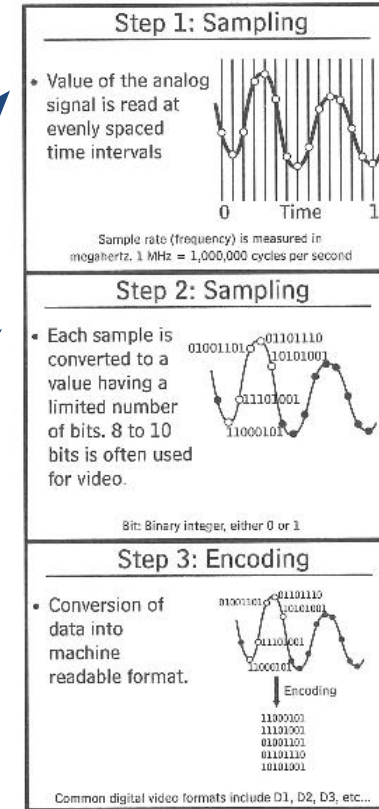 Step 1: Sampling
• Value of the analog
signal is read at
evenly spaced
time intervals
0 Time 1
Sample rate (frequency) is measured in
megahertz. 1 MHz = 1,000,000 cycles per second
Step 2: Sampling
• Each sample is
converted to a
value having a
limited number
of bits. 8 to 10
bits is often used
for video.
01101110
01001101
10101001
11101001
11000101
Bit: Binary integer, either 0 or 1
Step 3: Encoding
• Conversion of
data into
machine
readable format.
01101110
01001101
10101001
11101001
11000101
Encoding
11000101
11101001
01001101
01101110
10101001
Common digital video formats include D1, D2, D3, etc...